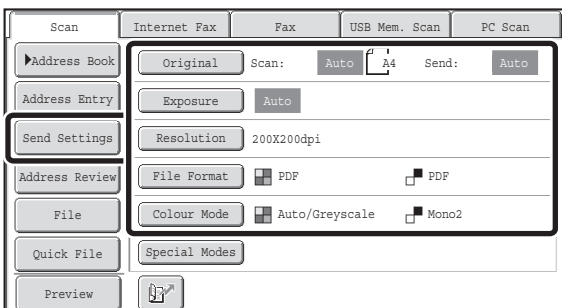 Scan Internet Fax Fax USB Mem. Scan PC Scan
Address Book Original Scan: Auto A4 Send: Auto
Address Entry Exposure Auto
Send Settings Resolution 200X200dpi
Address Review File Format PDF PDF
File Colour Mode Auto/Greyscale Mono2
Quick File Special Modes
Preview